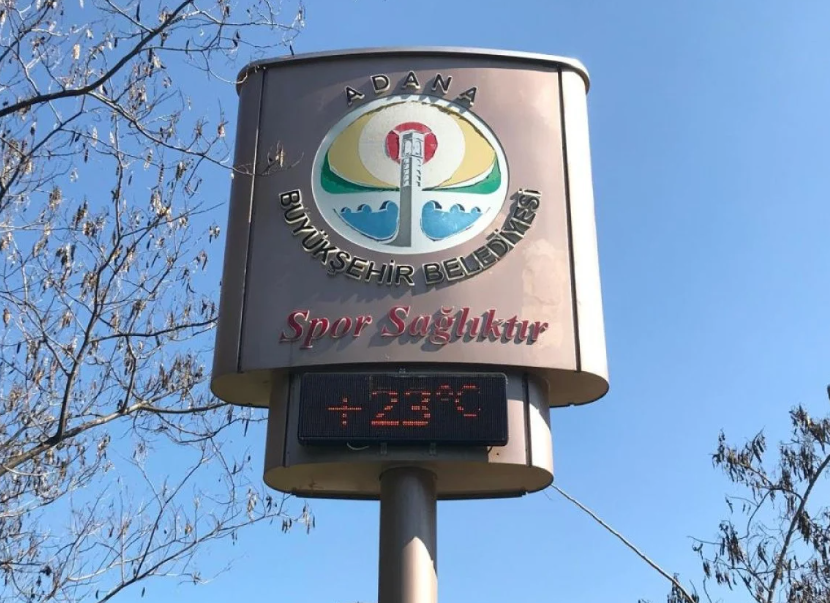 ADANA
BÜYÜKŞEHİR BELEDİYESİ
Spor Sağlıktır
+23°C